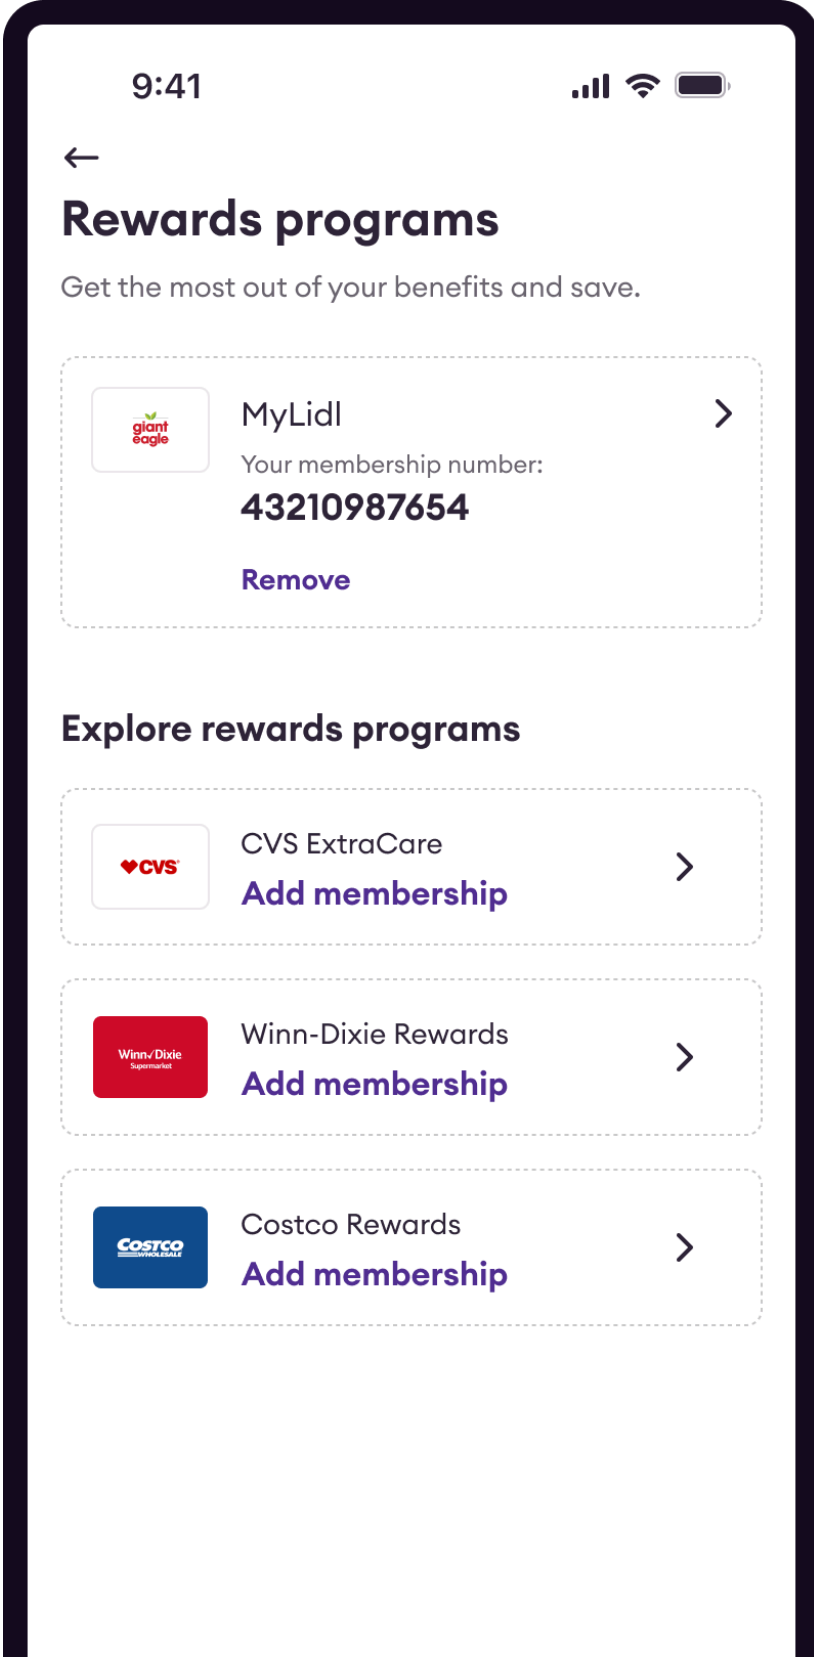 9:41
Rewards programs
Get the most out of your benefits and save.
giant
eagle
MyLidl
Your membership number:
43210987654
Remove
Explore rewards programs
CVS
CVS ExtraCare
Add membership
Winn✓Dixie
Supermarket
Winn-Dixie Rewards
Add membership
Costco
WHOLESALE
Costco Rewards
Add membership